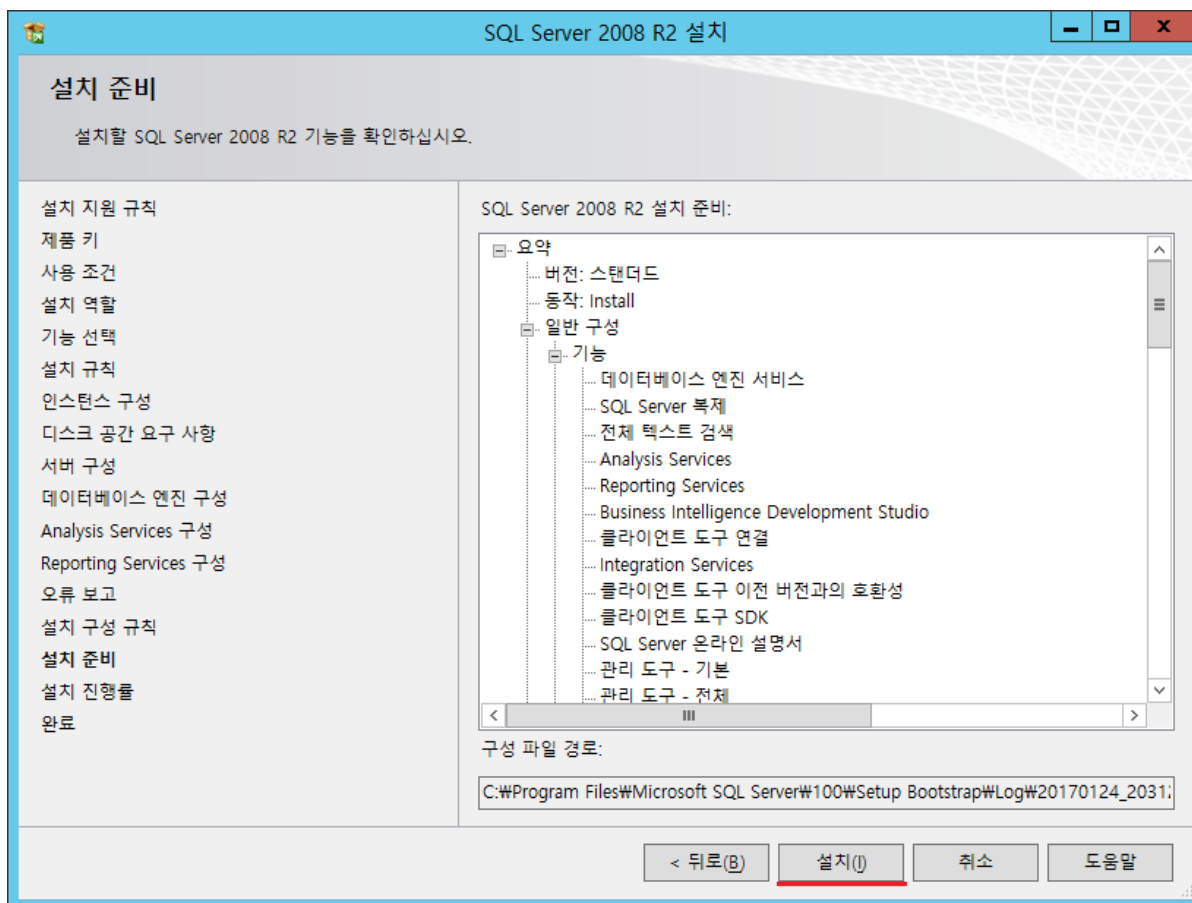 SQL Server 2008 R2 설치
설치 준비
설치할 SQL Server 2008 R2 기능을 확인하십시오.
설치 지원 규칙
제품 키
사용 조건
설치 역할
기능 선택
설치 규칙
인스턴스 구성
디스크 공간 요구 사항
서버 구성
데이터베이스 엔진 구성
Analysis Services 구성
Reporting Services 구성
오류 보고
설치 구성 규칙
설치 준비
설치 진행률
완료
SQL Server 2008 R2 설치 준비:
요약
버전: 스탠더드
동작: Install
일반 구성
기능
데이터베이스 엔진 서비스
SQL Server 복제
전체 텍스트 검색
Analysis Services
Reporting Services
Business Intelligence Development Studio
클라이언트 도구 연결
Integration Services
클라이언트 도구 이전 버전과의 호환성
클라이언트 도구 SDK
SQL Server 온라인 설명서
관리 도구 - 기본
관리 도구 - 전체
구성 파일 경로:
C:₩Program Files₩Microsoft SQL Server₩100₩Setup Bootstrap₩Log₩20170124_2031
< 뒤로(B)
설치(I)
취소
도움말